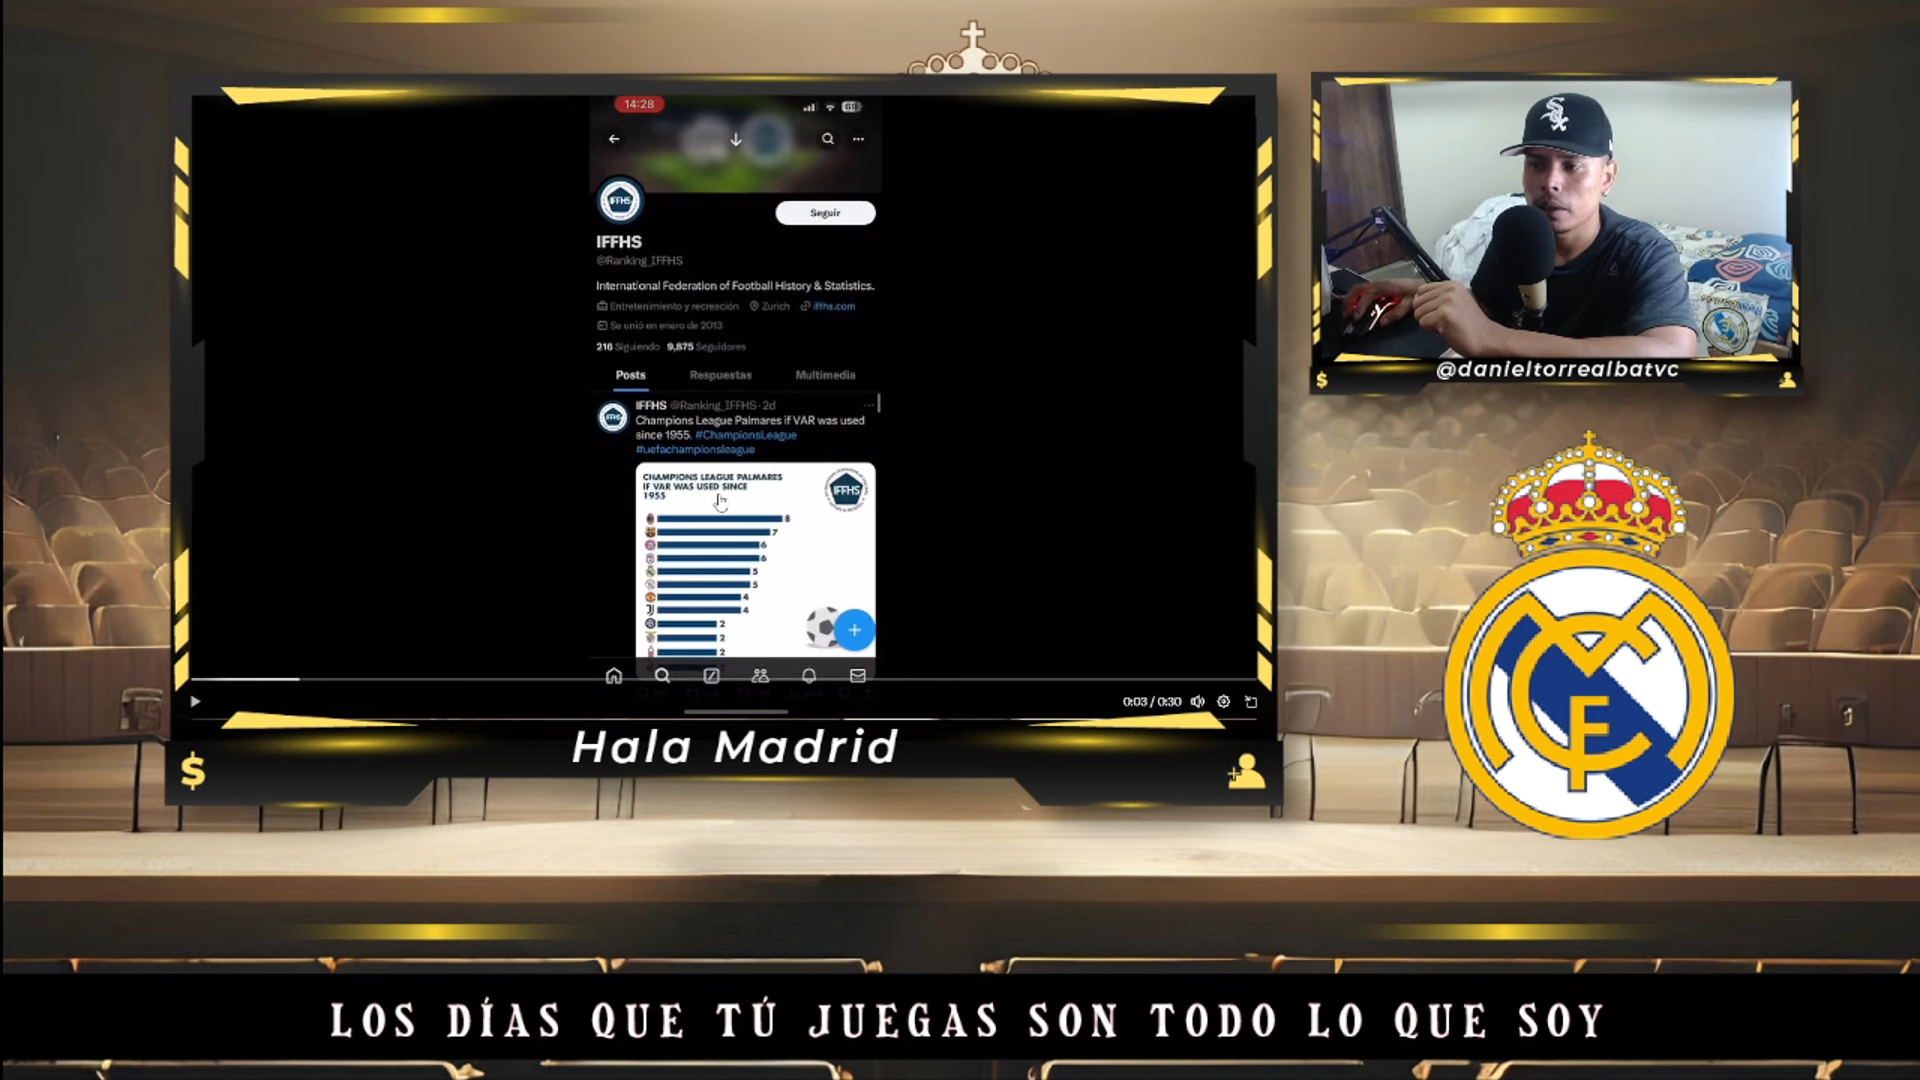 14:28
68
IFFHS
Seguir
IFFHS
@Ranking_IFFHS
International Federation of Football History & Statistics.
Entretenimiento y recreación Zurich iffhs.com
Se unió en enero de 2013
216 Siguiendo 9,875 Seguidores
Posts Respuestas Multimedia
IFFHS @Ranking_IFFHS · 2d
Champions League Palmares if VAR was used
since 1955. #ChampionsLeague
#uefachampionsleague
CHAMPIONS LEAGUE PALMARES
IF VAR WAS USED SINCE
1955
IFFHS
8
7
6
6
5
5
4
4
2
2
2
0:03 / 0:30
Hala Madrid
$
Sox
@danieltorrealbatvc
$
LOS DÍAS QUE TÚ JUEGAS SON TODO LO QUE SOY